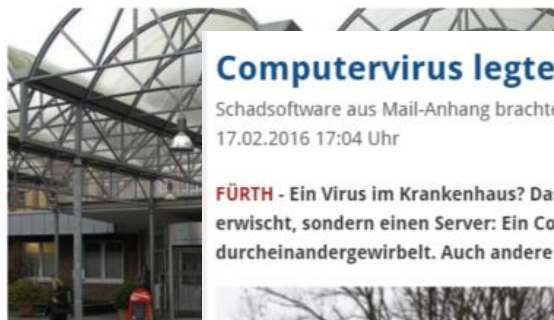 Computervirus legte
Schadsoftware aus Mail-Anhang brachte
17.02.2016 17:04 Uhr
FÜRTH - Ein Virus im Krankenhaus? Da
erwischt, sondern einen Server: Ein Co
durcheinandergewirbelt. Auch andere